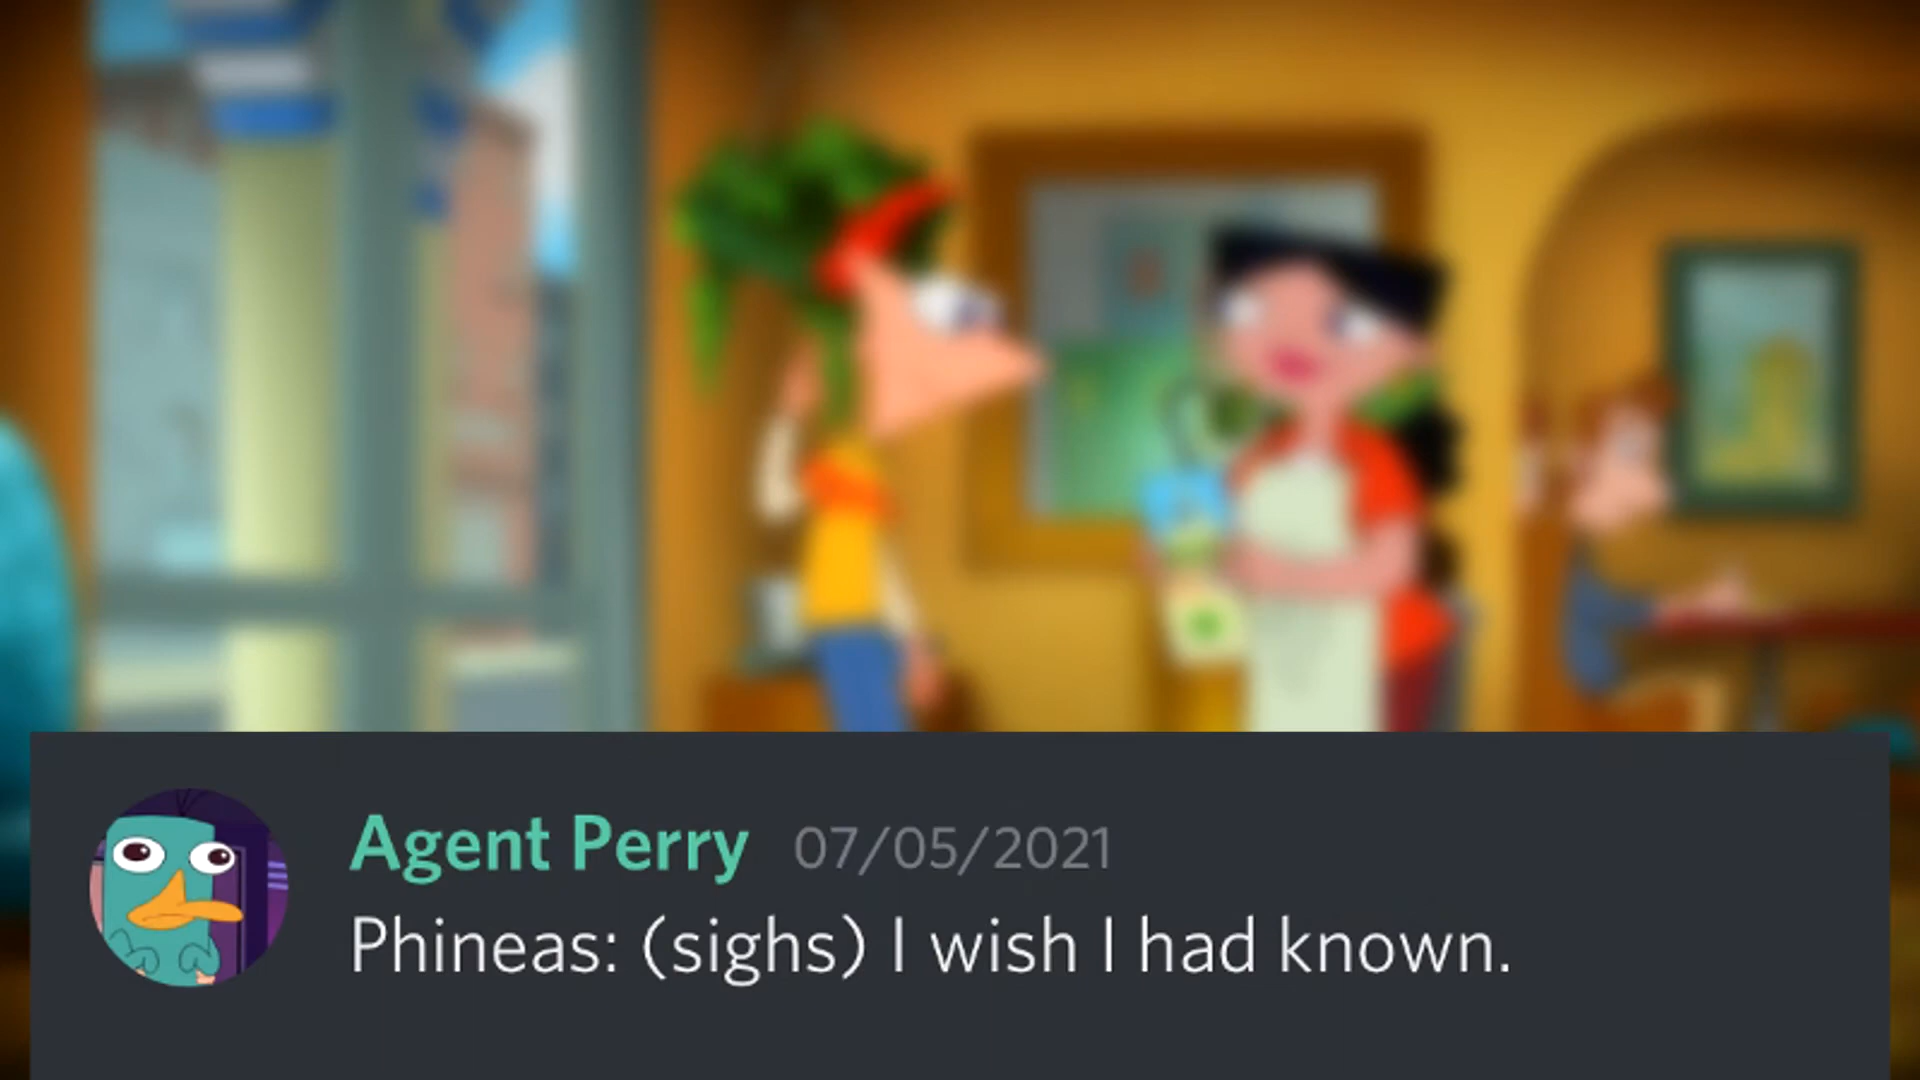 Agent Perry 07/05/2021
Phineas: (sighs) I wish I had known.